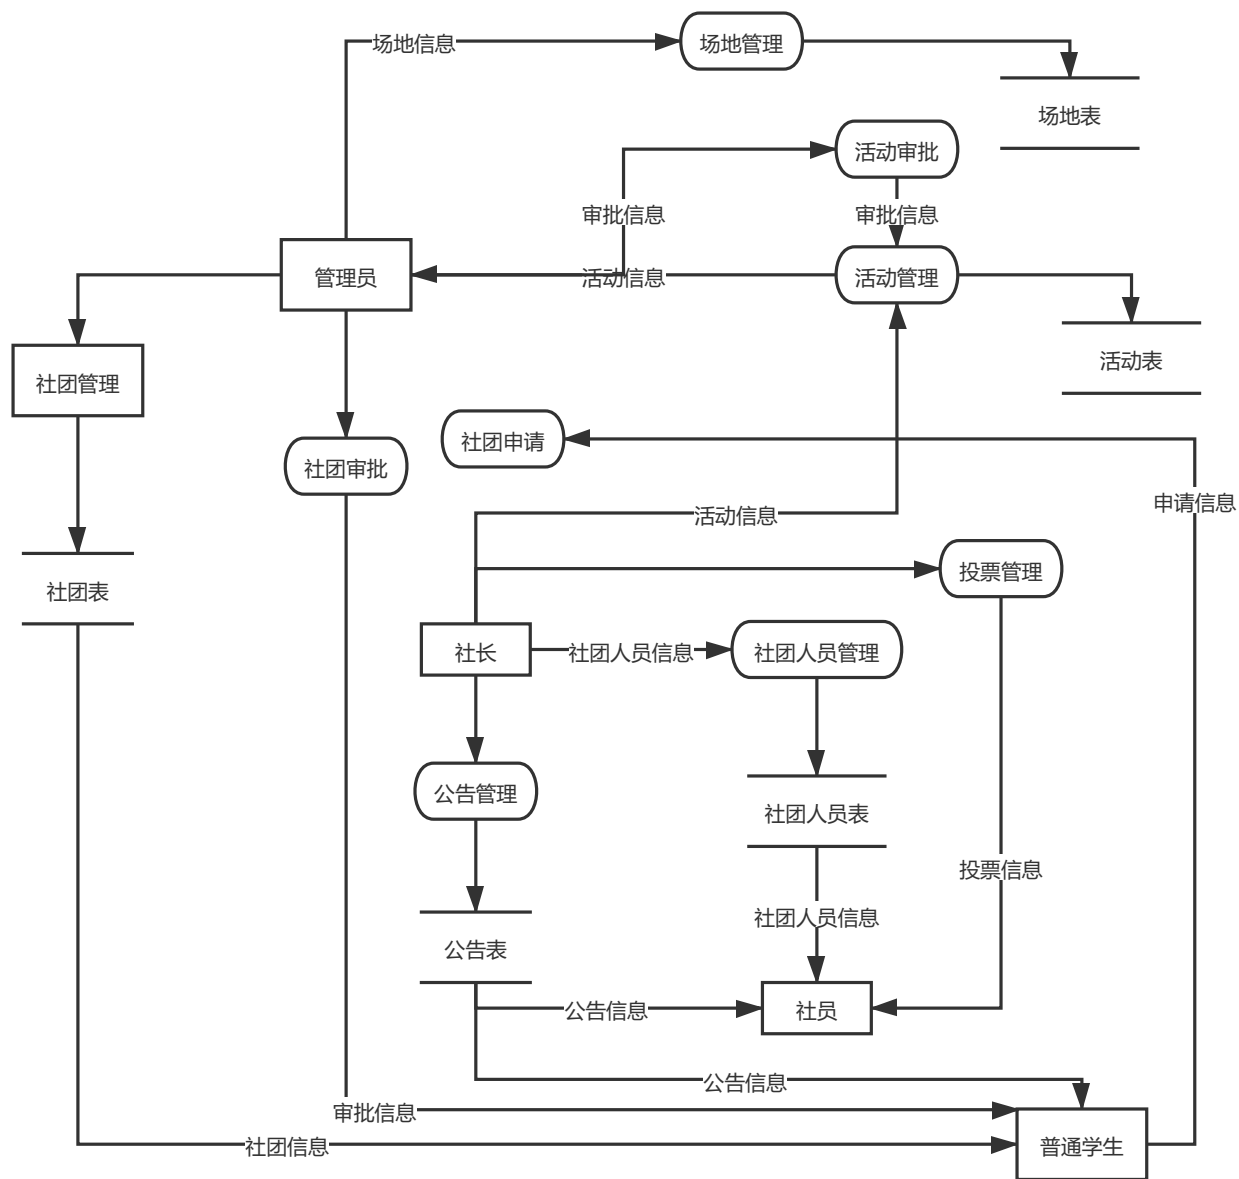 场地信息
场地管理
场地表
活动审批
审批信息
审批信息
管理员
活动信息
活动管理
活动表
社团管理
社团审批
社团申请
申请信息
活动信息
投票管理
社团表
社长
社团人员信息
社团人员管理
公告管理
社团人员表
投票信息
社团人员信息
公告表
公告信息
社员
公告信息
审批信息
社团信息
普通学生